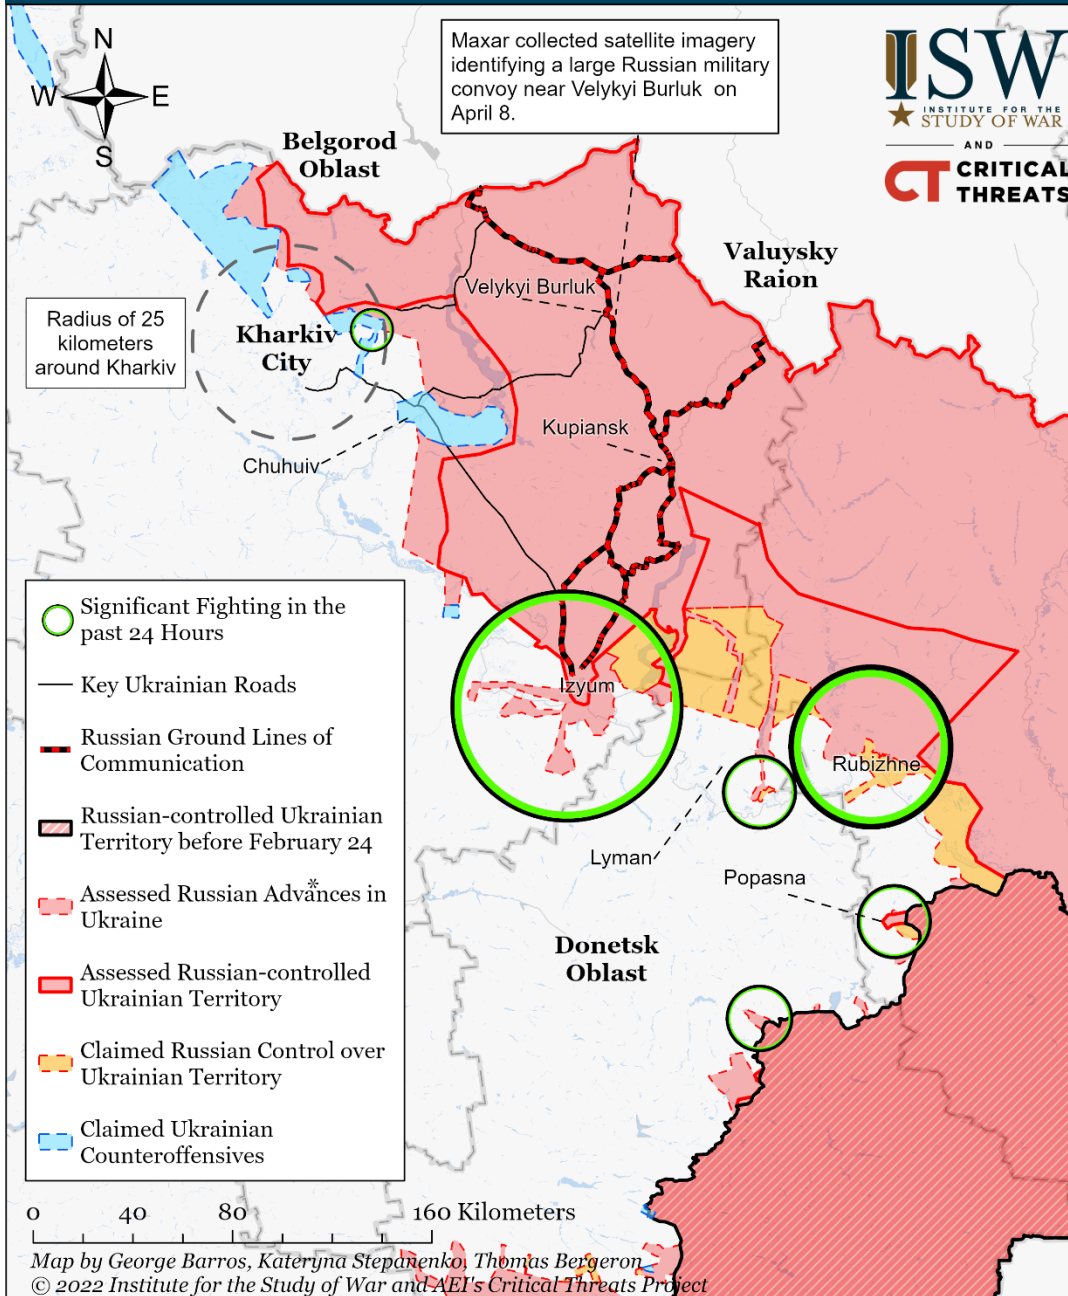 Maxar collected satellite imagery
identifying a large Russian military
convoy near Velykyi Burluk on
April 8.
ISW
INSTITUTE FOR THE
STUDY OF WAR
AND
CT CRITICAL
THREATS
N
W
E
S
Belgorod
Oblast
Valuysky
Raion
Velykyi Burluk
Radius of 25
kilometers
around Kharkiv
Kharkiv
City
Kupiansk
Chuhuiv
Izyum
Rubizhne
Lyman
Popasna
Donetsk
Oblast
Significant Fighting in the
past 24 Hours
Key Ukrainian Roads
Russian Ground Lines of
Communication
Russian-controlled Ukrainian
Territory before February 24
Assessed Russian Advances* in
Ukraine
Assessed Russian-controlled
Ukrainian Territory
Claimed Russian Control over
Ukrainian Territory
Claimed Ukrainian
Counteroffensives
0 40 80 160 Kilometers
Map by George Barros, Kateryna Stepanenko, Thomas Bergeron
© 2022 Institute for the Study of War and AEI's Critical Threats Project